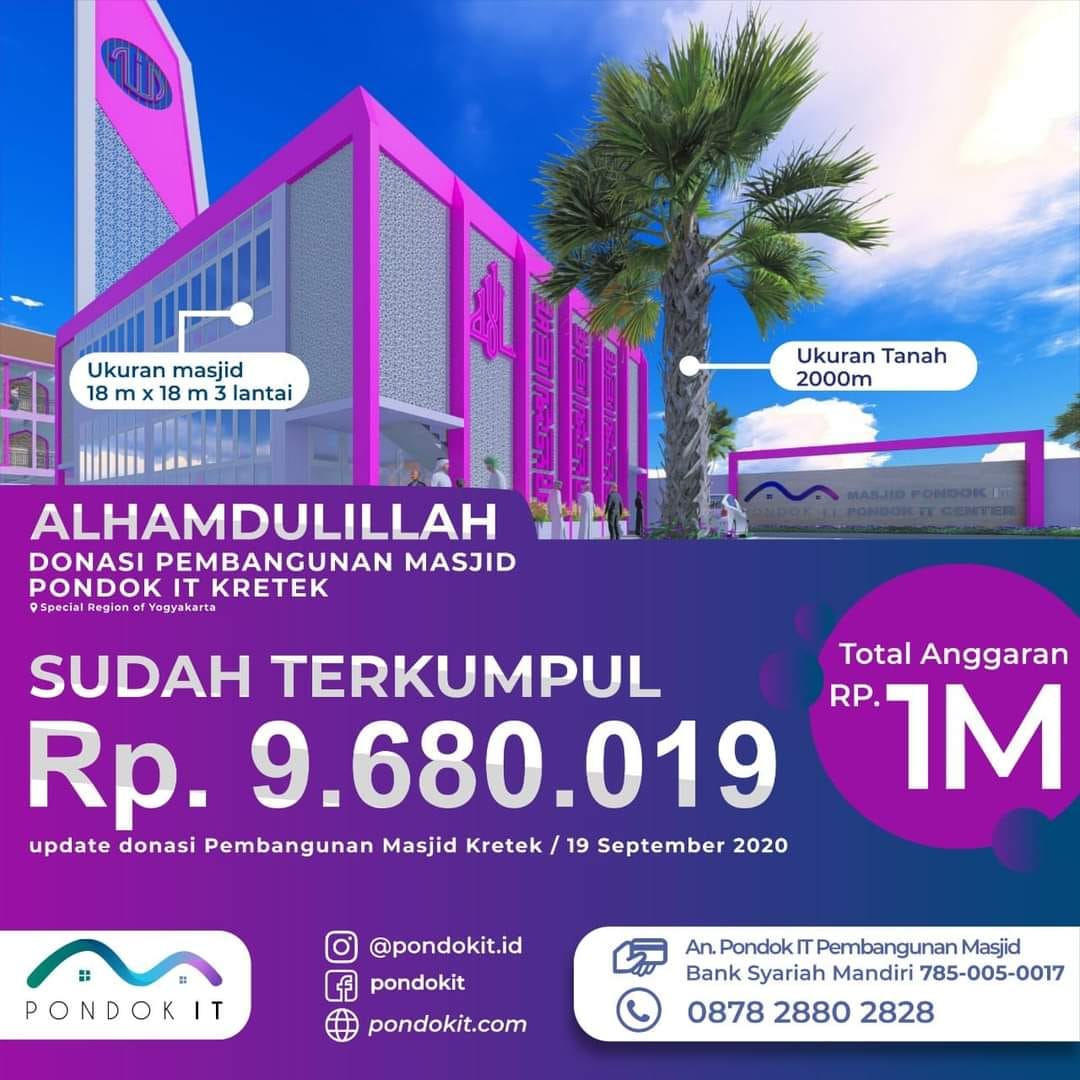 Ukuran masjid
18 m x 18 m 3 lantai
Ukuran Tanah
2000m
MASJID PONDOK IT
PONDOK IT PONDOK IT CENTER
ALHAMDULILLAH
DONASI PEMBANGUNAN MASJID
PONDOK IT KRETEK
Special Region of Yogyakarta
SUDAH TERKUMPUL
Rp. 9.680.019
update donasi Pembangunan Masjid Kretek / 19 September 2020
Total Anggaran
RP. 1M
PONDOK IT
@pondokit.id
pondokit
pondokit.com
An. Pondok IT Pembangunan Masjid
Bank Syariah Mandiri 785-005-0017
0878 2880 2828